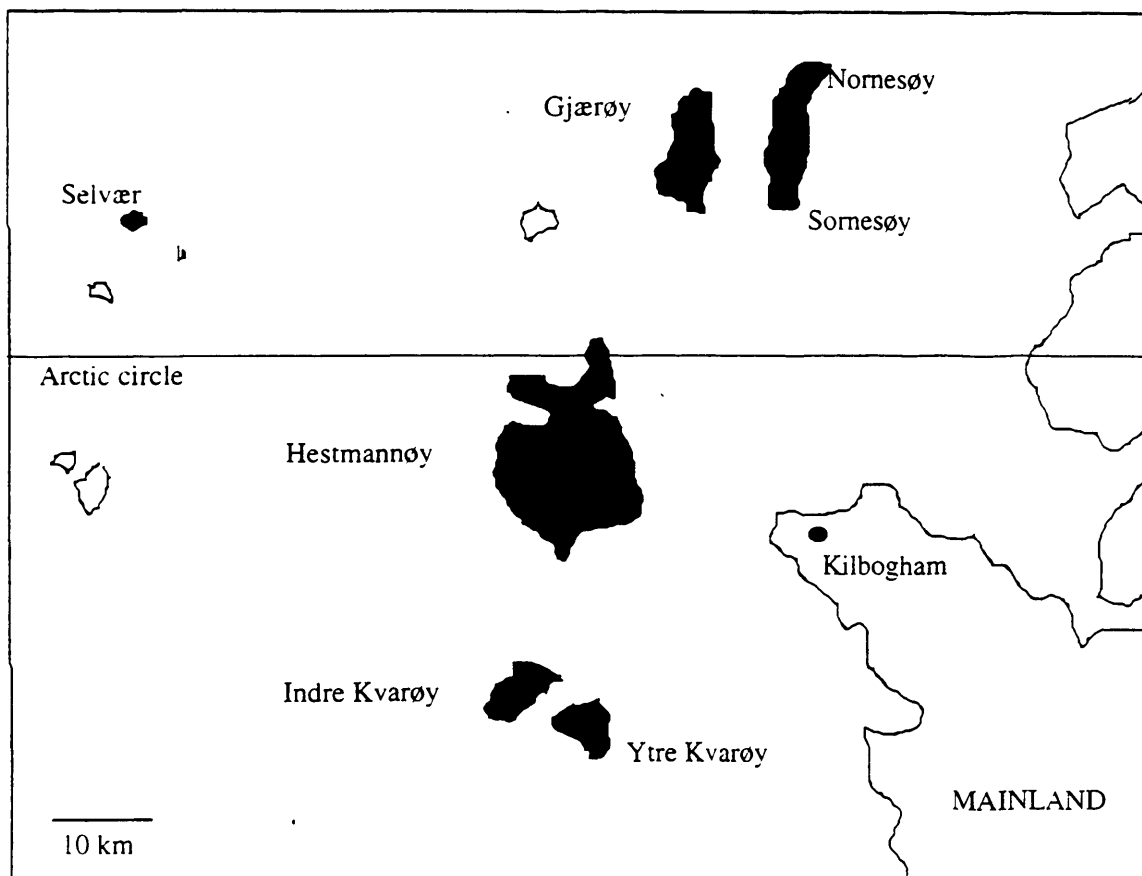 Nornesøy
Gjærøy
Selvær
Sornesøy
Arctic circle
Hestmannøy
Kilbogham
Indre Kvarøy
Ytre Kvarøy
MAINLAND
10 km